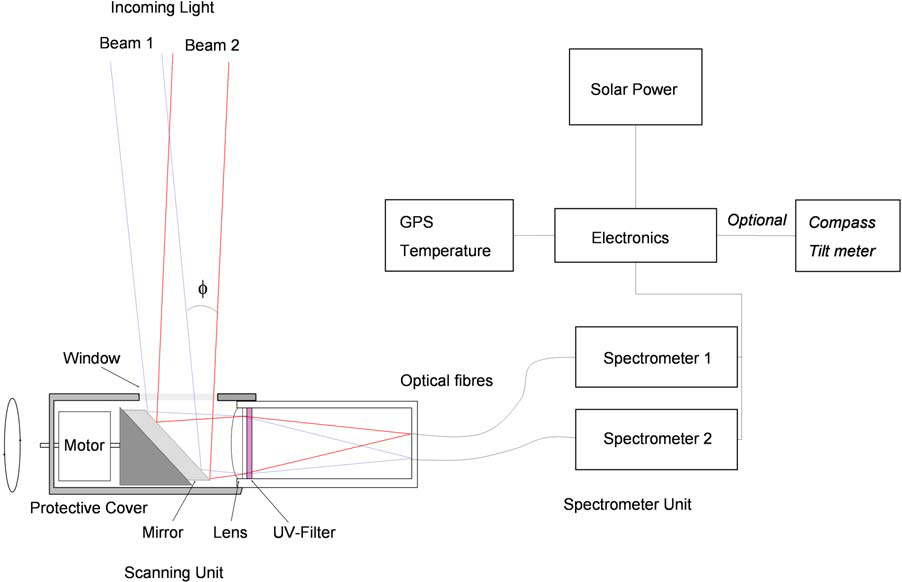 Incoming Light
Beam 1
Beam 2
Solar Power
GPS
Temperature
Electronics
Optional
Compass
Tilt meter
ϕ
Window
Optical fibres
Spectrometer 1
Motor
Spectrometer 2
Protective Cover
Mirror
Lens
UV-Filter
Spectrometer Unit
Scanning Unit